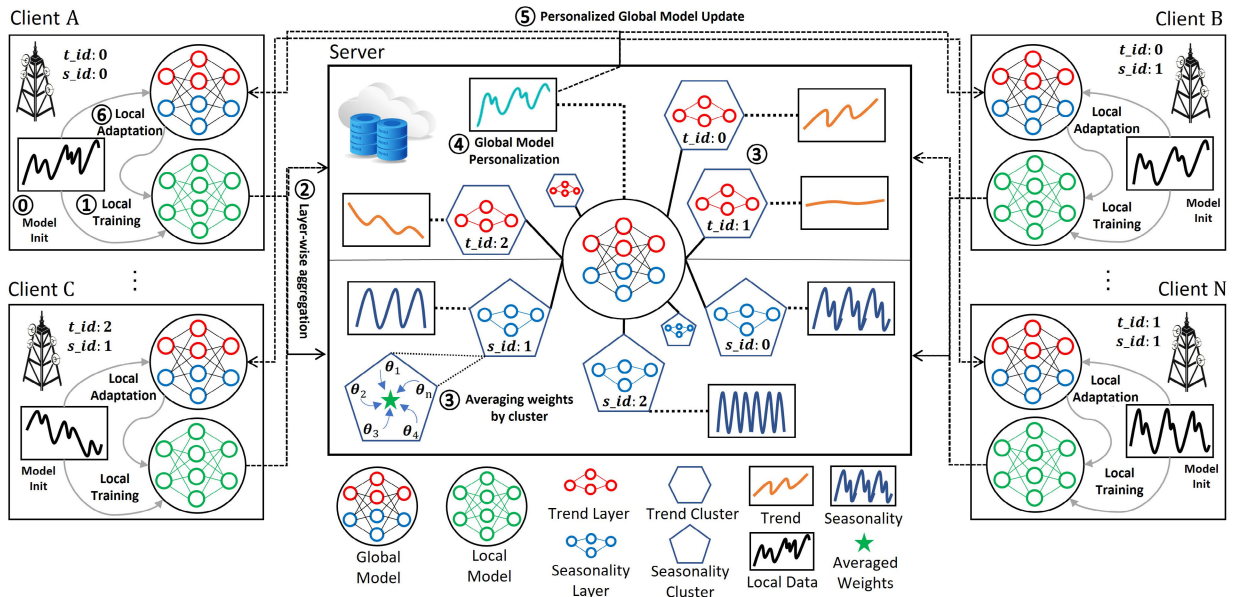 Client A
⑤ Personalized Global Model Update
Client B
t_id: 0
s_id: 0
⑥ Local
Adaptation
⓪ Model
Init
① Local
Training
② Layer-wise aggregation
Server
④ Global Model
Personalization
t_id: 0
③
t_id: 1
t_id: 2
s_id: 1
s_id: 0
s_id: 2
θ1
θ2
θn
θ3
θ4
③ Averaging weights
by cluster
t_id: 0
s_id: 1
Local
Adaptation
Local
Training
Model
Init
⋮
Client C
t_id: 2
s_id: 1
Local
Adaptation
Model
Init
Local
Training
⋮
Client N
t_id: 1
s_id: 1
Local
Adaptation
Local
Training
Model
Init
Global
Model
Local
Model
Trend Layer
Seasonality
Layer
Trend Cluster
Seasonality
Cluster
Trend
Seasonality
Local Data
Averaged
Weights